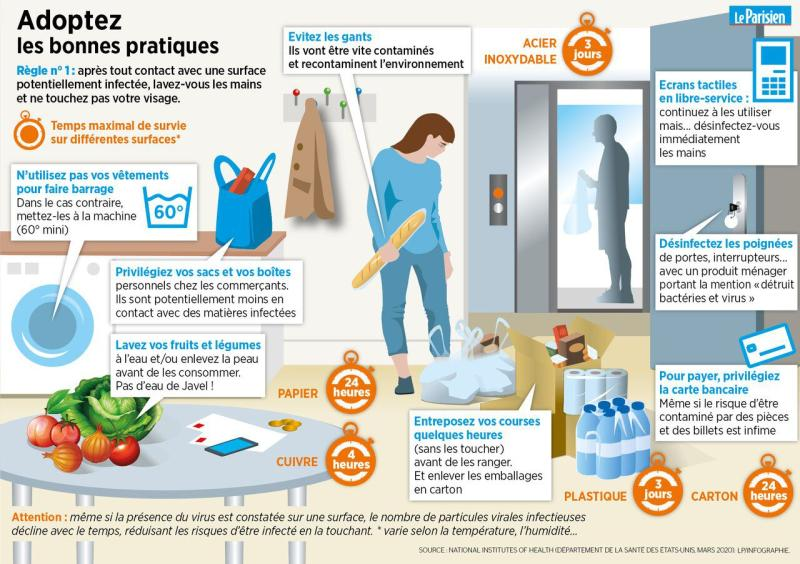 Adoptez
les bonnes pratiques
Règle n° 1 : après tout contact avec une surface
potentiellement infectée, lavez-vous les mains
et ne touchez pas votre visage.
Temps maximal de survie
sur différentes surfaces*
Evitez les gants
Ils vont être vite contaminés
et recontaminent l'environnement
ACIER
INOXYDABLE
3
jours
Le Parisien
Ecrans tactiles
en libre-service :
continuez à les utiliser
mais... désinfectez-vous
immédiatement
les mains
N'utilisez pas vos vêtements
pour faire barrage
Dans le cas contraire,
mettez-les à la machine
(60° mini)
60°
Privilégiez vos sacs et vos boîtes
personnels chez les commerçants.
Ils sont potentiellement moins en
contact avec des matières infectées
Désinfectez les poignées
de portes, interrupteurs...
avec un produit ménager
portant la mention « détruit
bactéries et virus »
Lavez vos fruits et légumes
à l'eau et/ou enlevez la peau
avant de les consommer.
Pas d'eau de Javel !
PAPIER
24
heures
CUIVRE
4
heures
Entreposez vos courses
quelques heures
(sans les toucher)
avant de les ranger.
Et enlever les emballages
en carton
Pour payer, privilégiez
la carte bancaire
Même si le risque d'être
contaminé par des pièces
et des billets est infime
PLASTIQUE
3
jours
CARTON
24
heures
Attention : même si la présence du virus est constatée sur une surface, le nombre de particules virales infectieuses
décline avec le temps, réduisant les risques d'être infecté en la touchant. * varie selon la température, l'humidité...
SOURCE : NATIONAL INSTITUTES OF HEALTH (DÉPARTEMENT DE LA SANTÉ DES ÉTATS-UNIS, MARS 2020). LP/INFOGRAPHIE.